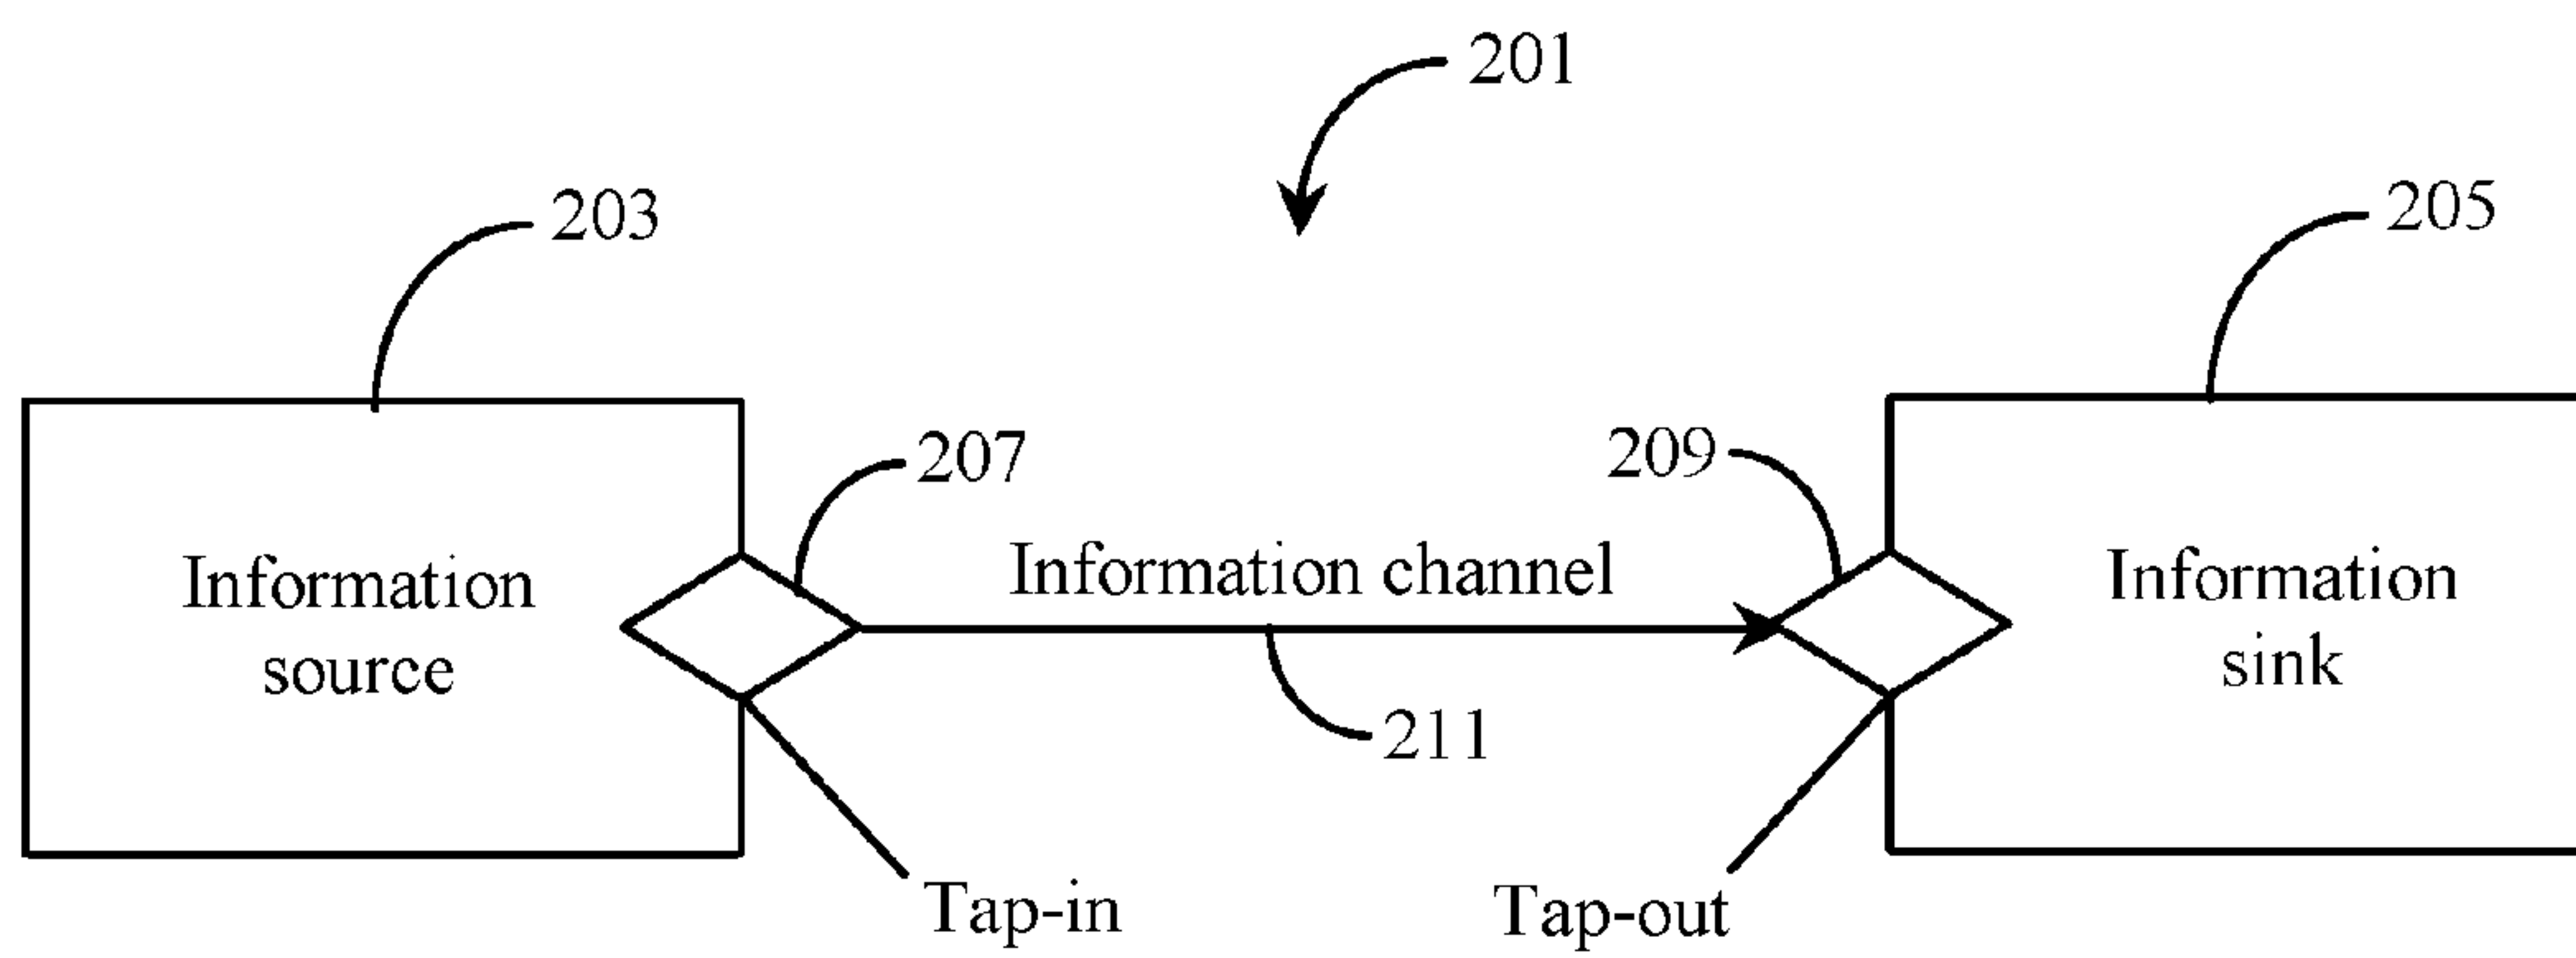 201
203
205
207
209
Information channel
Information
source
Information
sink
211
Tap-in
Tap-out